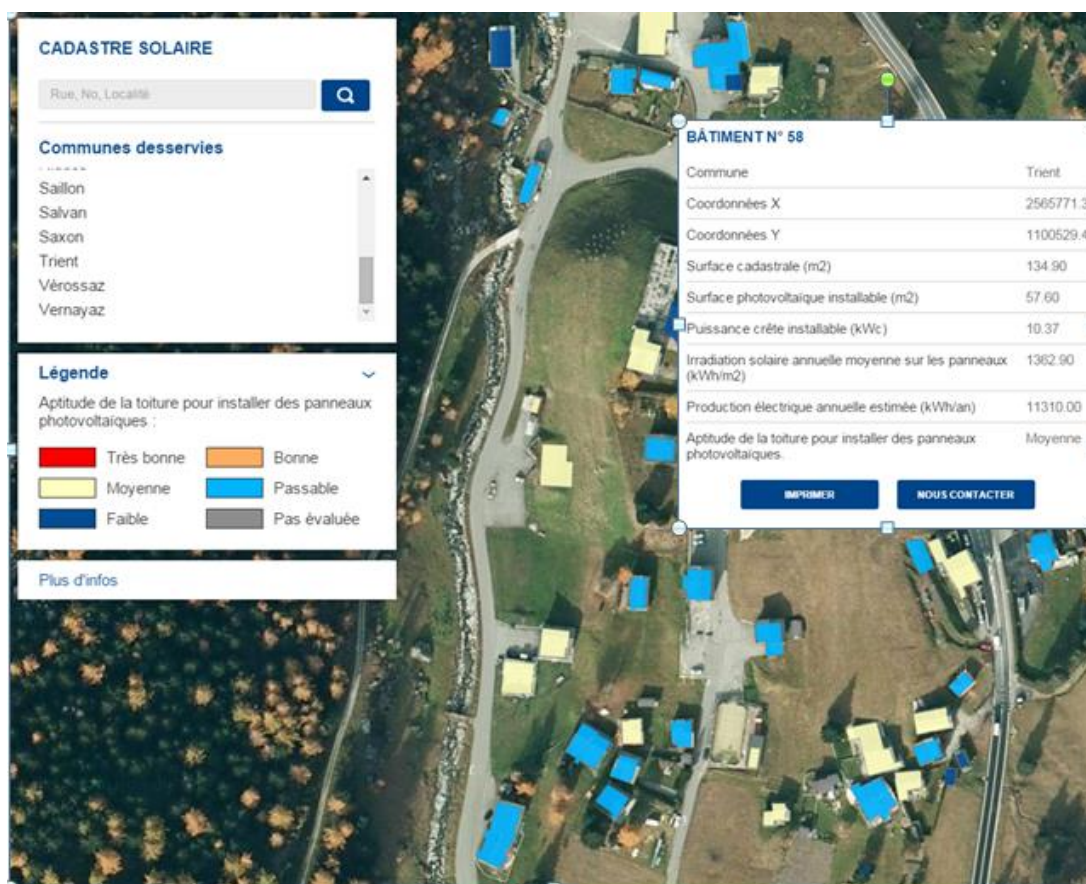 CADASTRE SOLAIRE
Rue, No, Localité
Communes desservies
Saillon
Salvan
Saxon
Trient
Vérossaz
Vernayaz
Légende
Aptitude de la toiture pour installer des panneaux
photovoltaïques :
Très bonne
Bonne
Moyenne
Passable
Faible
Pas évaluée
Plus d'infos
BÂTIMENT N° 58
Commune Trient
Coordonnées X 2565771.3
Coordonnées Y 1100529.4
Surface cadastrale (m2) 134.90
Surface photovoltaïque installable (m2) 57.60
Puissance crête installable (kWc) 10.37
Irradiation solaire annuelle moyenne sur les panneaux 1362.90
(kWh/m2)
Production électrique annuelle estimée (kWh/an) 11310.00
Aptitude de la toiture pour installer des panneaux Moyenne
photovoltaïques.
IMPRIMER
NOUS CONTACTER